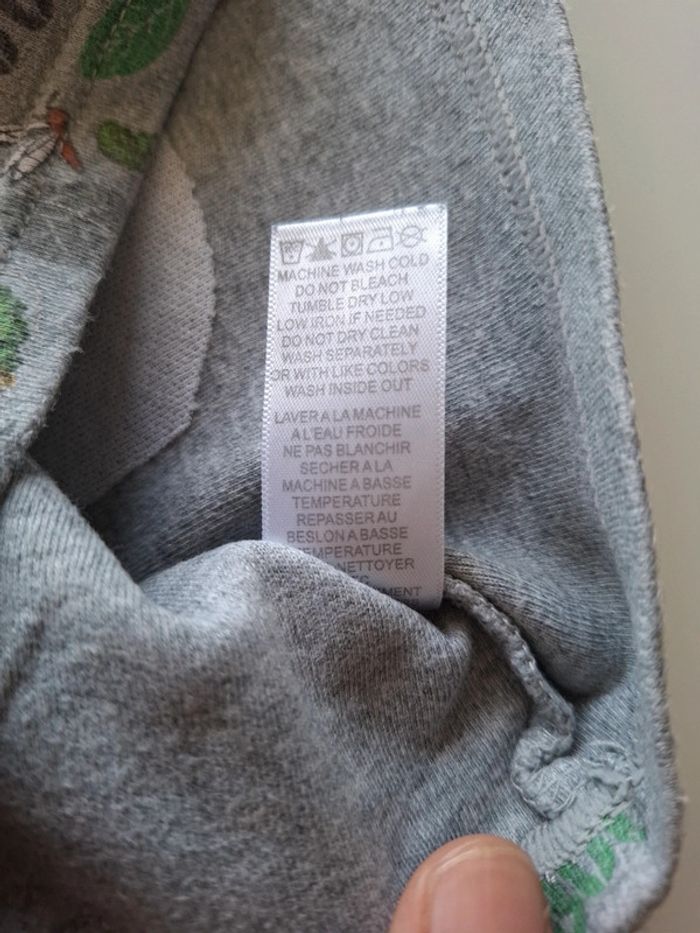 MACHINE WASH COLD
DO NOT BLEACH
TUMBLE DRY LOW
LOW IRON IF NEEDED
DO NOT DRY CLEAN
WASH SEPARATELY
OR WITH LIKE COLORS
WASH INSIDE OUT
LAVER A LA MACHINE
A L'EAU FROIDE
NE PAS BLANCHIR
SECHER A LA
MACHINE A BASSE
TEMPERATURE
REPASSER AU
BESLON A BASSE
TEMPERATURE
NETTOYER